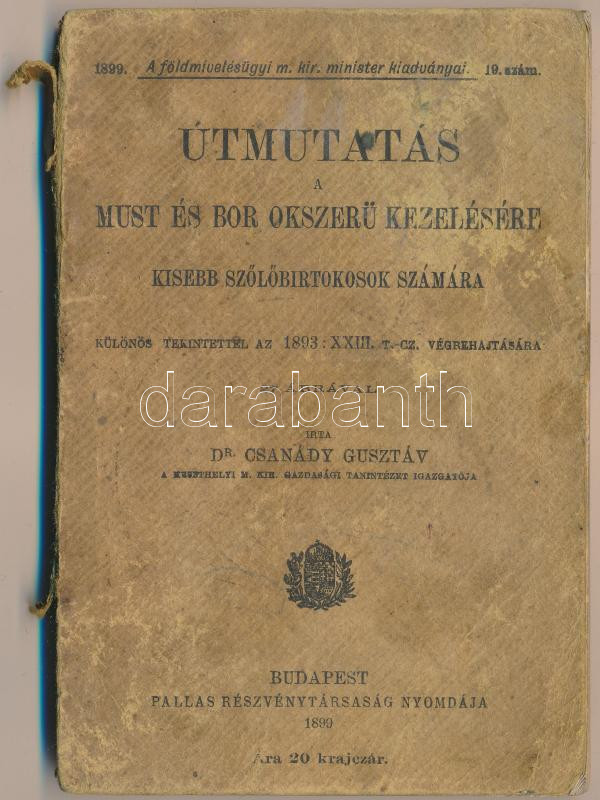 1899. A földmivelésügyi m. kir. minister kiadványai. 19. szám.
ÚTMUTATÁS
A
MUST ÉS BOR OKSZERÜ KEZELÉSÉRE
KISEBB SZŐLŐBIRTOKOSOK SZÁMÁRA
KÜLÖNÖS TEKINTETTEL AZ 1893: XXIII. T.-CZ. VÉGREHAJTÁSÁRA
ÁBRÁVAL
darabanth
IRTA
DR. CSANÁDY GUSZTÁV
A KESZTHELYI M. KIR. GAZDASÁGI TANINTÉZET IGAZGATÓJA
BUDAPEST
PALLAS RÉSZVÉNYTÁRSASÁG NYOMDÁJA
1899
Ára 20 krajczár.